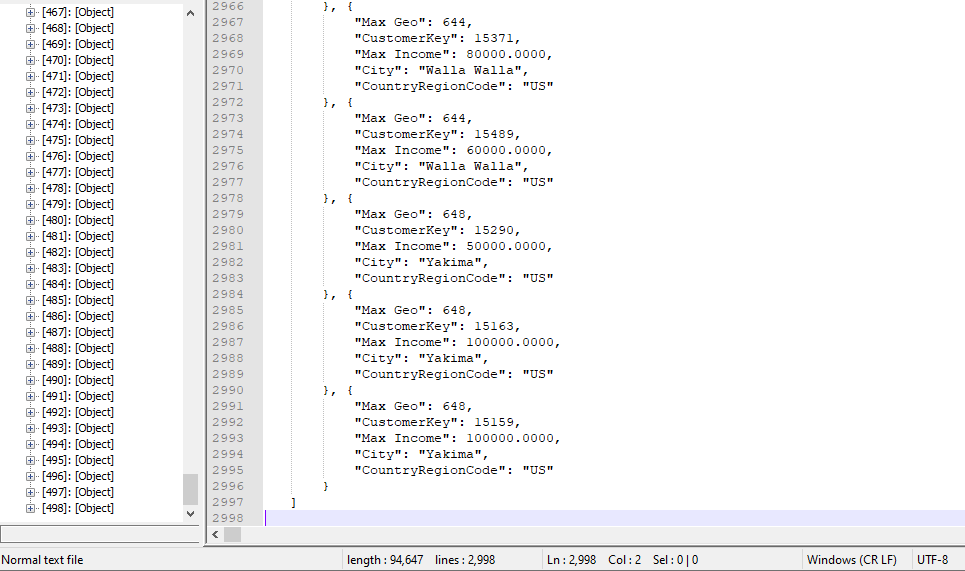 [467]: [Object]
[468]: [Object]
[469]: [Object]
[470]: [Object]
[471]: [Object]
[472]: [Object]
[473]: [Object]
[474]: [Object]
[475]: [Object]
[476]: [Object]
[477]: [Object]
[478]: [Object]
[479]: [Object]
[480]: [Object]
[481]: [Object]
[482]: [Object]
[483]: [Object]
[484]: [Object]
[485]: [Object]
[486]: [Object]
[487]: [Object]
[488]: [Object]
[489]: [Object]
[490]: [Object]
[491]: [Object]
[492]: [Object]
[493]: [Object]
[494]: [Object]
[495]: [Object]
[496]: [Object]
[497]: [Object]
[498]: [Object]
2966 }, {
2967 "Max Geo": 644,
2968 "CustomerKey": 15371,
2969 "Max Income": 80000.0000,
2970 "City": "Walla Walla",
2971 "CountryRegionCode": "US"
2972 }, {
2973 "Max Geo": 644,
2974 "CustomerKey": 15489,
2975 "Max Income": 60000.0000,
2976 "City": "Walla Walla",
2977 "CountryRegionCode": "US"
2978 }, {
2979 "Max Geo": 648,
2980 "CustomerKey": 15290,
2981 "Max Income": 50000.0000,
2982 "City": "Yakima",
2983 "CountryRegionCode": "US"
2984 }, {
2985 "Max Geo": 648,
2986 "CustomerKey": 15163,
2987 "Max Income": 100000.0000,
2988 "City": "Yakima",
2989 "CountryRegionCode": "US"
2990 }, {
2991 "Max Geo": 648,
2992 "CustomerKey": 15159,
2993 "Max Income": 100000.0000,
2994 "City": "Yakima",
2995 "CountryRegionCode": "US"
2996 }
2997 ]
2998
Normal text file length : 94,647 lines : 2,998 Ln : 2,998 Col : 2 Sel : 0 | 0 Windows (CR LF) UTF-8